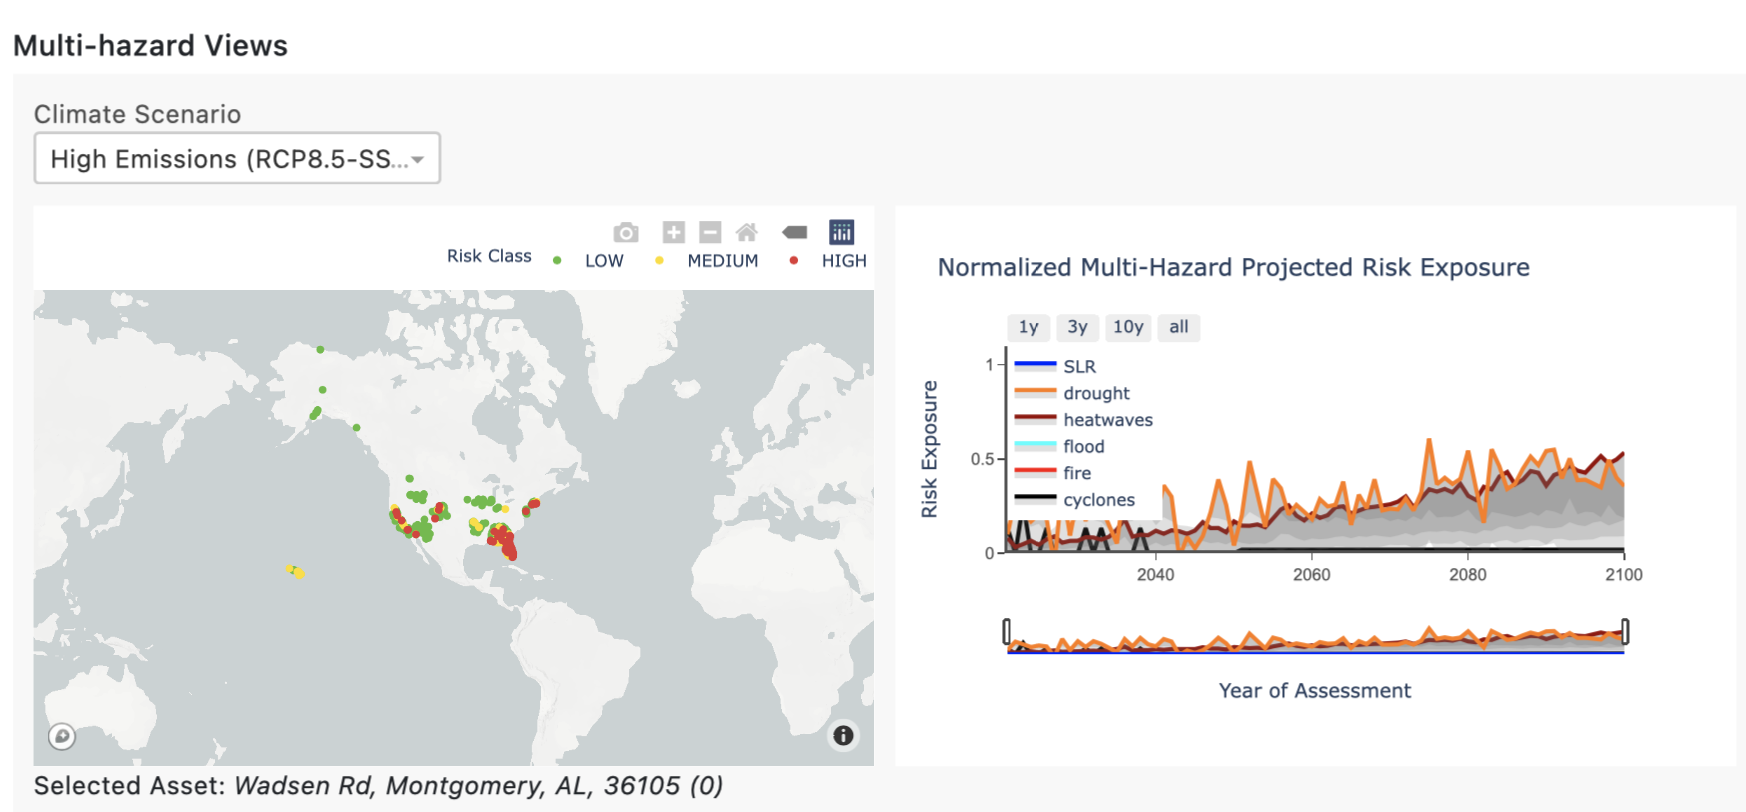 Multi-hazard Views
Climate Scenario
High Emissions (RCP8.5-SS...
Risk Class LOW MEDIUM HIGH
Selected Asset: Wadsen Rd, Montgomery, AL, 36105 (0)
Normalized Multi-Hazard Projected Risk Exposure
1y 3y 10y all
Risk Exposure
1
0.5
0
SLR
drought
heatwaves
flood
fire
cyclones
2040 2060 2080 2100
Year of Assessment